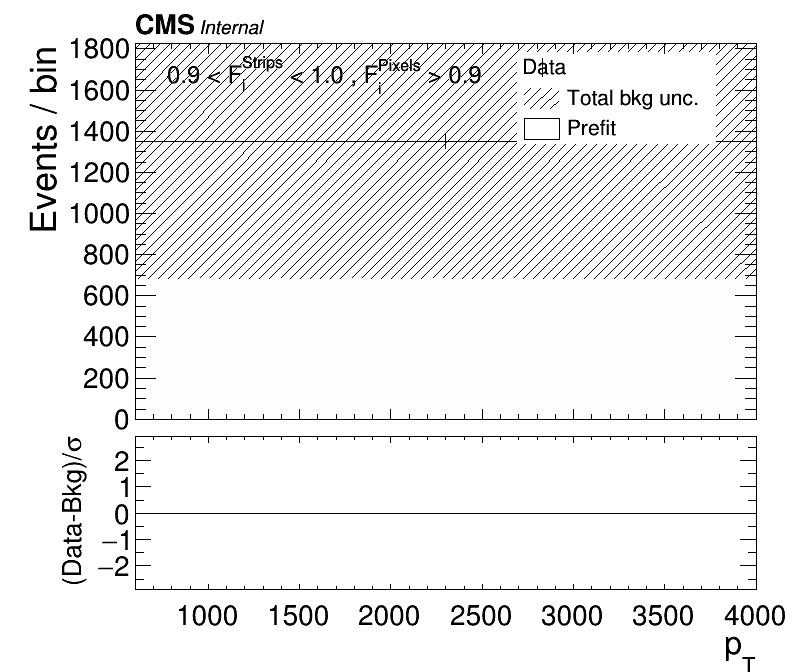 CMS Internal
Events / bin
1800
1600
1400
1200
1000
800
600
400
200
0
0.9 < F_i^Strips < 1.0 , F_i^Pixels > 0.9
Data
Total bkg unc.
Prefit
(Data-Bkg)/σ
2
1
0
−1
−2
1000 1500 2000 2500 3000 3500 4000
p_T